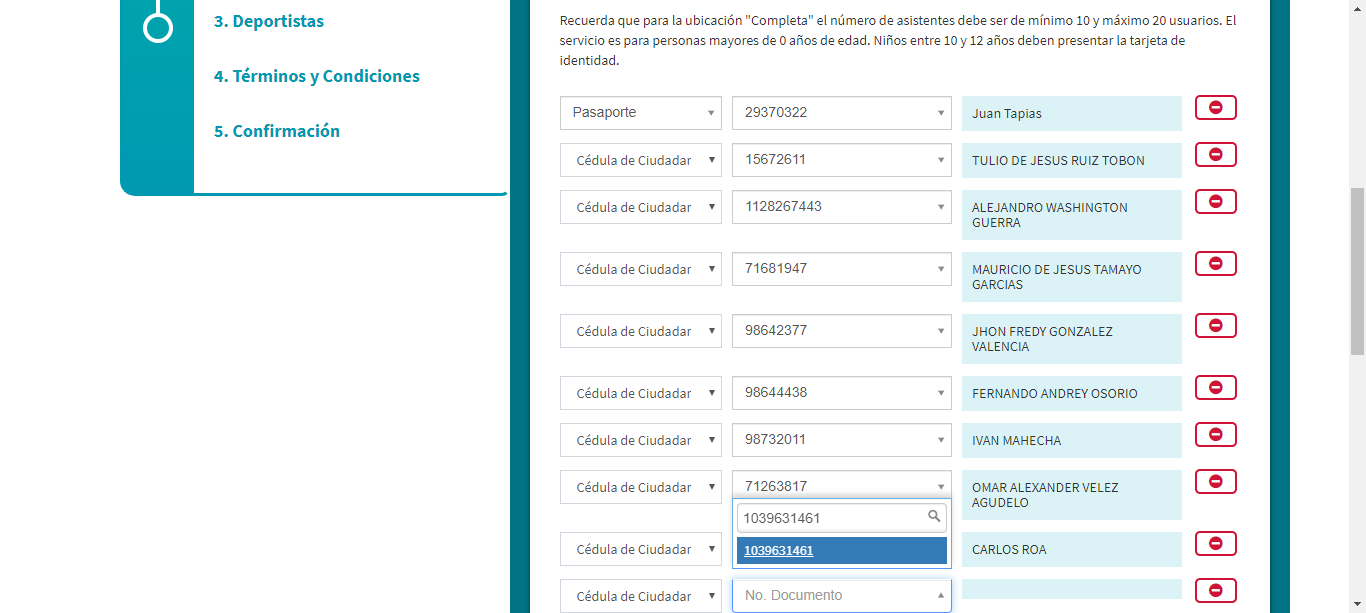 3. Deportistas
4. Términos y Condiciones
5. Confirmación
Recuerda que para la ubicación "Completa" el número de asistentes debe ser de mínimo 10 y máximo 20 usuarios. El
servicio es para personas mayores de 0 años de edad. Niños entre 10 y 12 años deben presentar la tarjeta de
identidad.
Pasaporte 29370322 Juan Tapias
Cédula de Ciudadar 15672611 TULIO DE JESUS RUIZ TOBON
Cédula de Ciudadar 1128267443 ALEJANDRO WASHINGTON
GUERRA
Cédula de Ciudadar 71681947 MAURICIO DE JESUS TAMAYO
GARCIAS
Cédula de Ciudadar 98642377 JHON FREDY GONZALEZ
VALENCIA
Cédula de Ciudadar 98644438 FERNANDO ANDREY OSORIO
Cédula de Ciudadar 98732011 IVAN MAHECHA
Cédula de Ciudadar 71263817 OMAR ALEXANDER VELEZ
AGUDELO
1039631461
Cédula de Ciudadar 1039631461 CARLOS ROA
Cédula de Ciudadar No. Documento